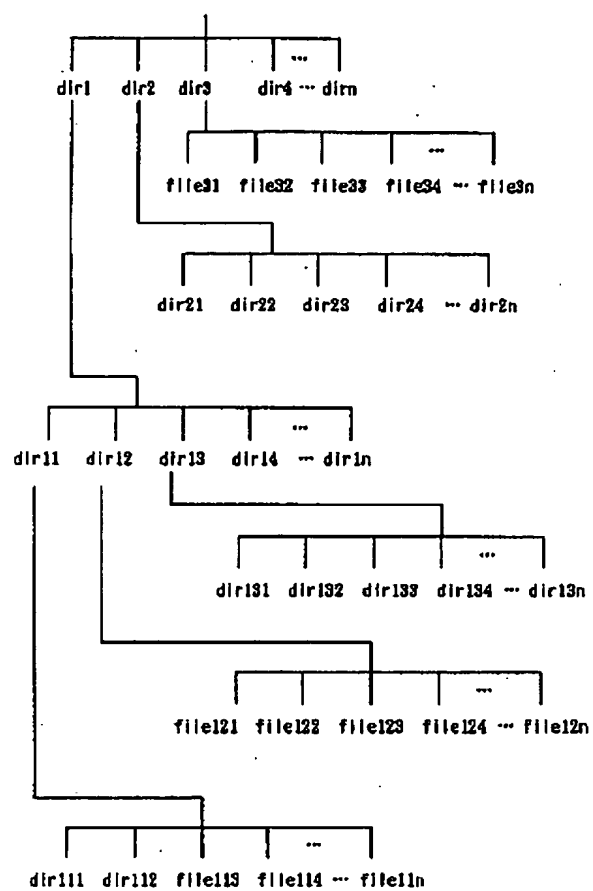 ...
dir1 dir2 dir3 dir4 ... dirn
...
file31 file32 file33 file34 ... file3n
dir21 dir22 dir23 dir24 ... dir2n
...
dir11 dir12 dir13 dir14 ... dir1n
...
dir131 dir132 dir133 dir134 ... dir13n
...
file121 file122 file123 file124 ... file12n
...
dir111 dir112 file113 file114 ... file11n